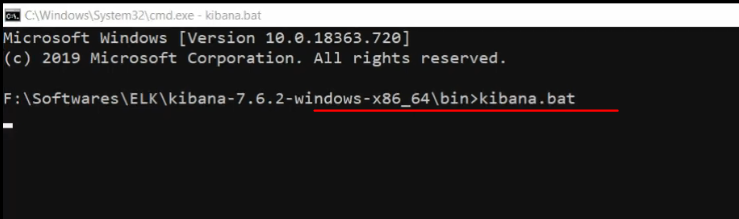 C:\Windows\System32\cmd.exe - kibana.bat
Microsoft Windows [Version 10.0.18363.720]
(c) 2019 Microsoft Corporation. All rights reserved.
F:\Softwares\ELK\kibana-7.6.2-windows-x86_64\bin>kibana.bat